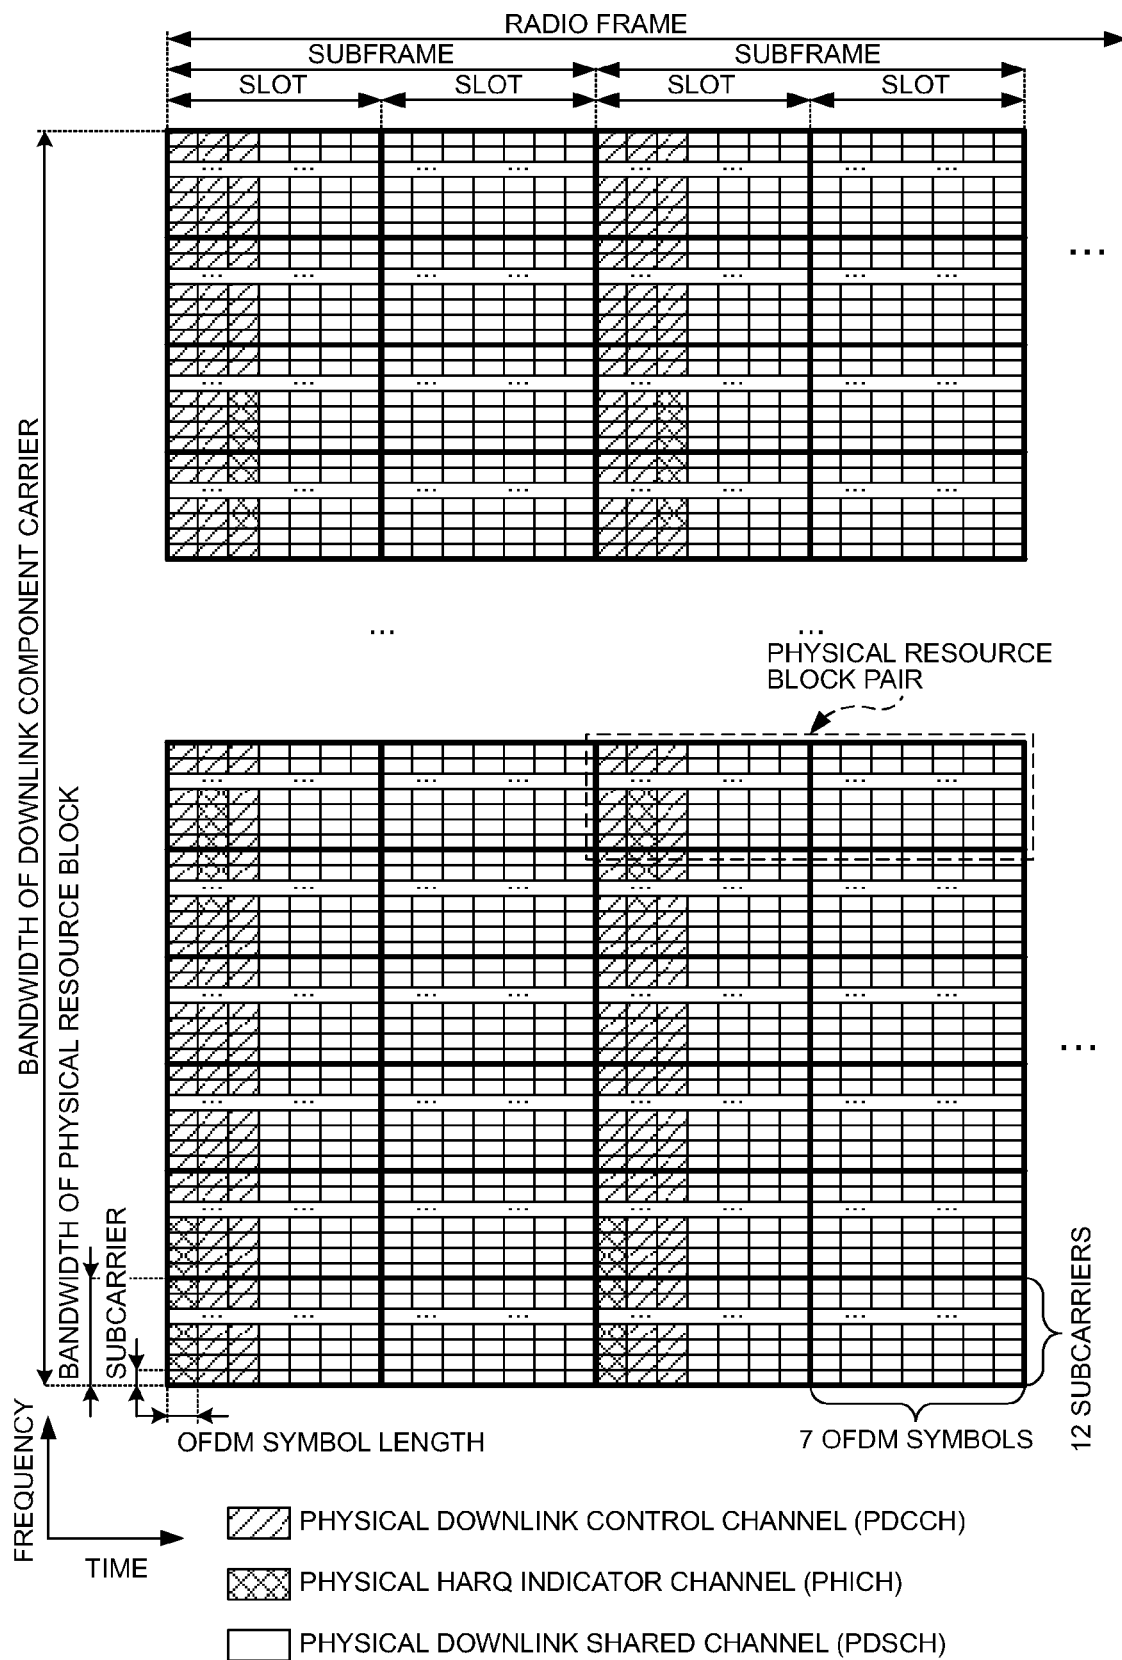 RADIO FRAME
SUBFRAME SUBFRAME
SLOT SLOT SLOT SLOT
BANDWIDTH OF DOWNLINK COMPONENT CARRIER
...
...
PHYSICAL RESOURCE
BLOCK PAIR
BANDWIDTH OF PHYSICAL RESOURCE BLOCK
SUBCARRIER
...
12 SUBCARRIERS
OFDM SYMBOL LENGTH
7 OFDM SYMBOLS
FREQUENCY
TIME
PHYSICAL DOWNLINK CONTROL CHANNEL (PDCCH)
PHYSICAL HARQ INDICATOR CHANNEL (PHICH)
PHYSICAL DOWNLINK SHARED CHANNEL (PDSCH)